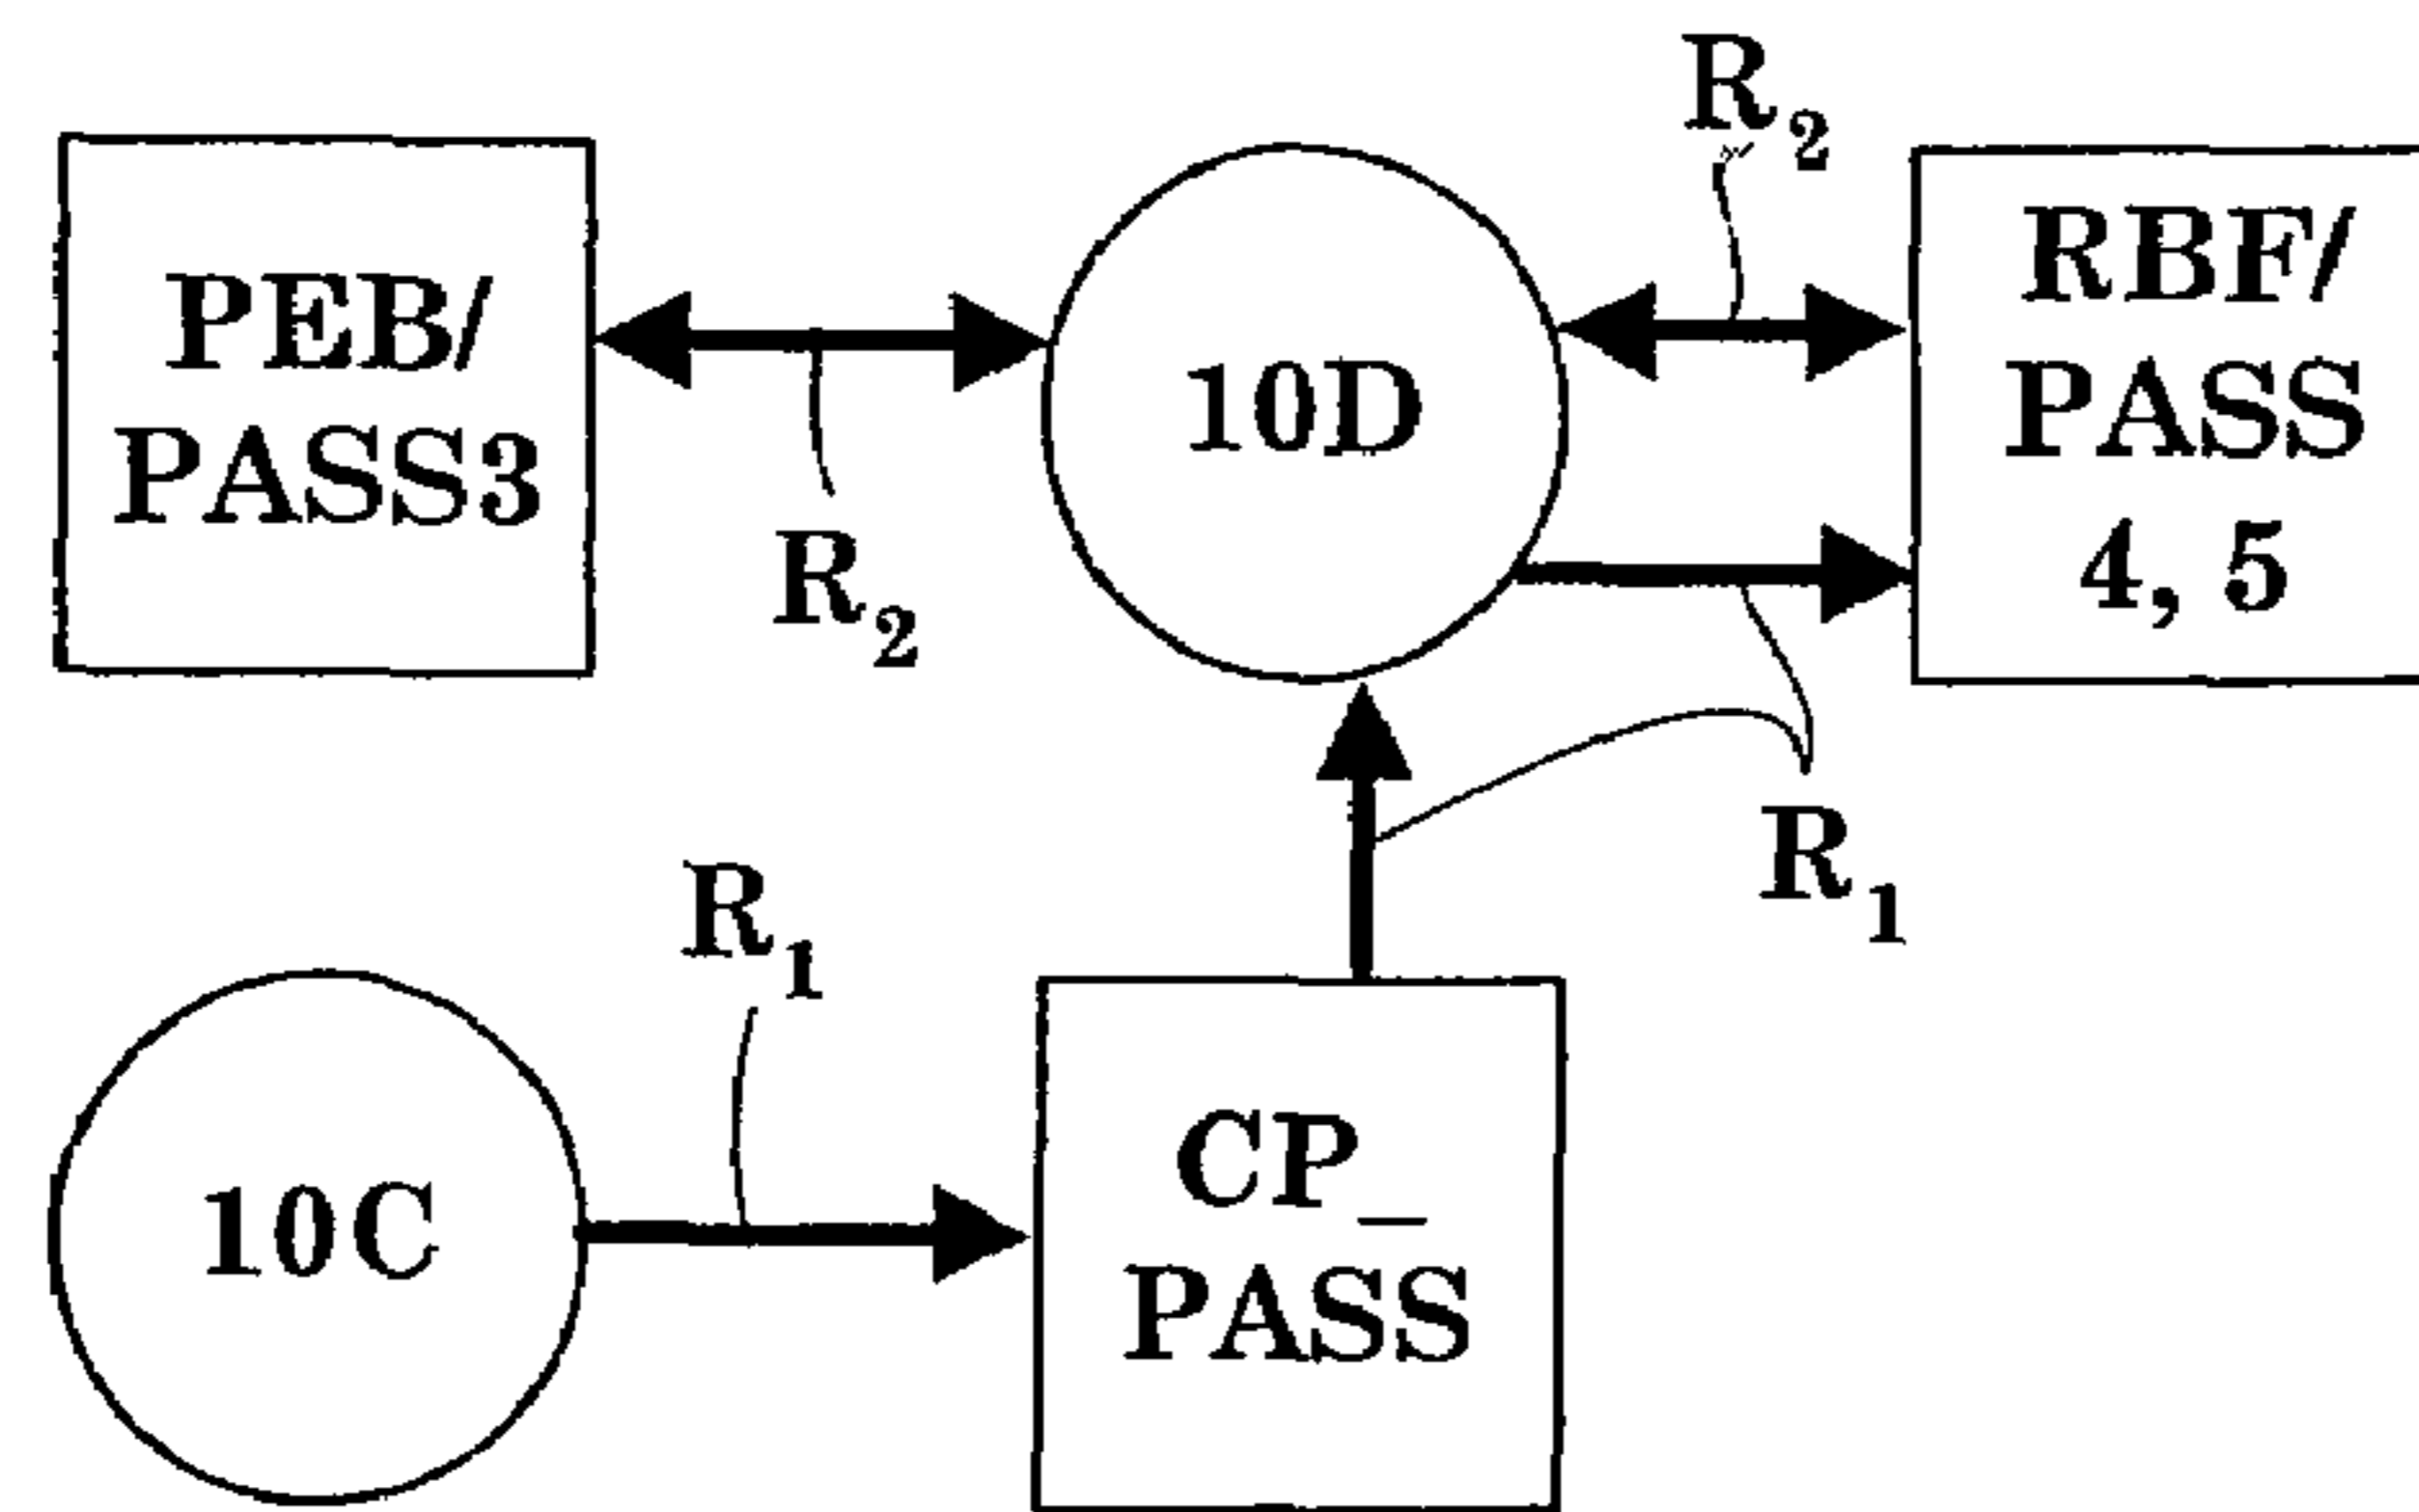 R2
PEB/
PASS3
10D
RBF/
PASS
4, 5
R2
R1
R1
10C
CP_
PASS